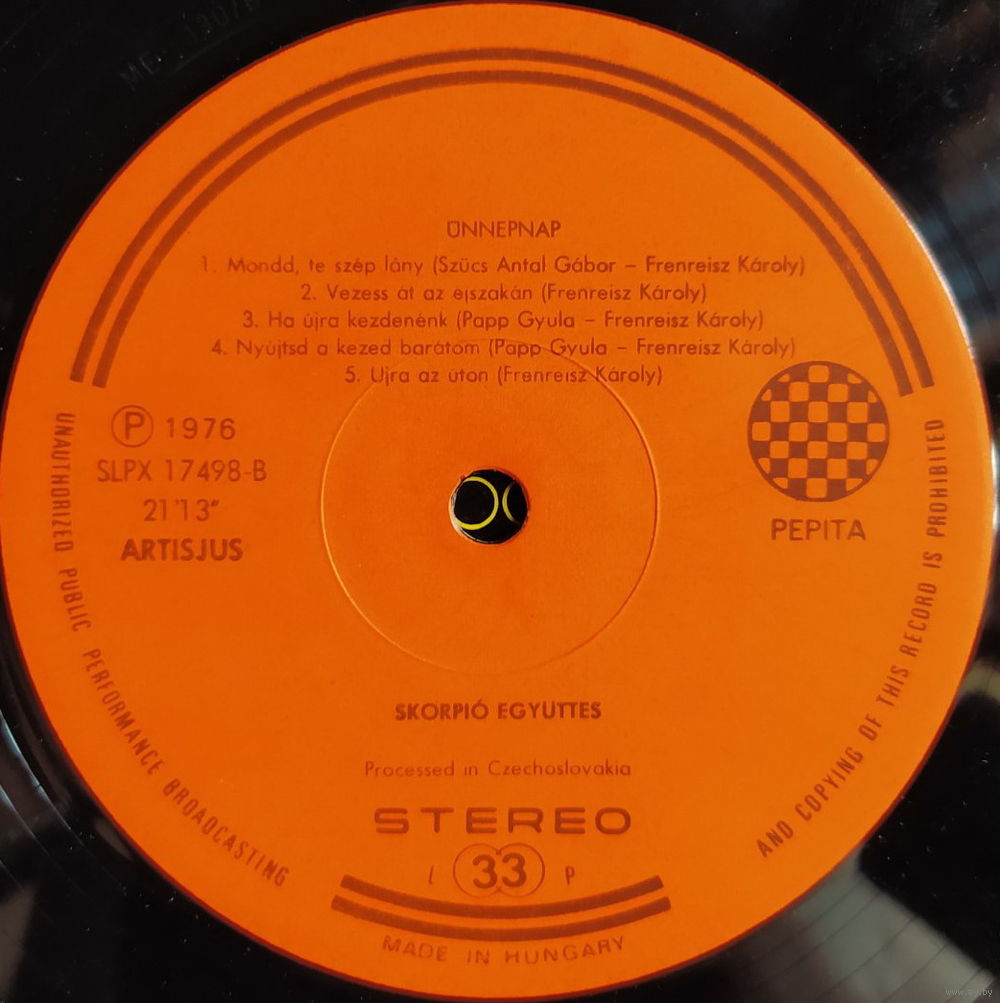 ÜNNEPNAP
1. Mondd, te szép lány (Szücs Antal Gábor – Frenreisz Károly)
2. Vezess át az ejszakán (Frenreisz Károly)
3. Ha újra kezdenénk (Papp Gyula – Frenreisz Károly)
4. Nyújtsd a kezed barátom (Papp Gyula – Frenreisz Károly)
5. Ujra az úton (Frenreisz Károly)
Ⓟ 1976
SLPX 17498-B
21'13"
ARTISJUS
PEPITA
SKORPIÓ EGYÜTTES
Processed in Czechoslovakia
STEREO
L 33 P
MADE IN HUNGARY
UNAUTHORIZED PUBLIC PERFORMANCE BROADCASTING
AND COPYING OF THIS RECORD IS PROHIBITED